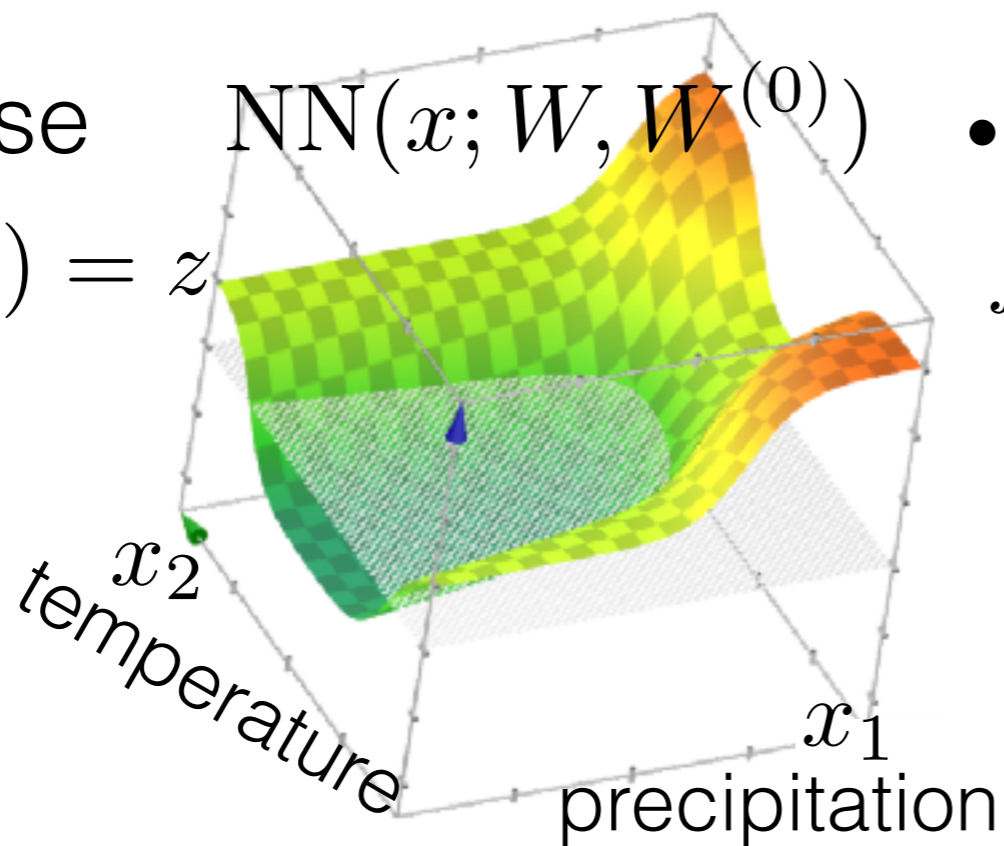 se NN(x; W, W^{(0)}) •
) = z
x_2
temperature
x_1
precipitation